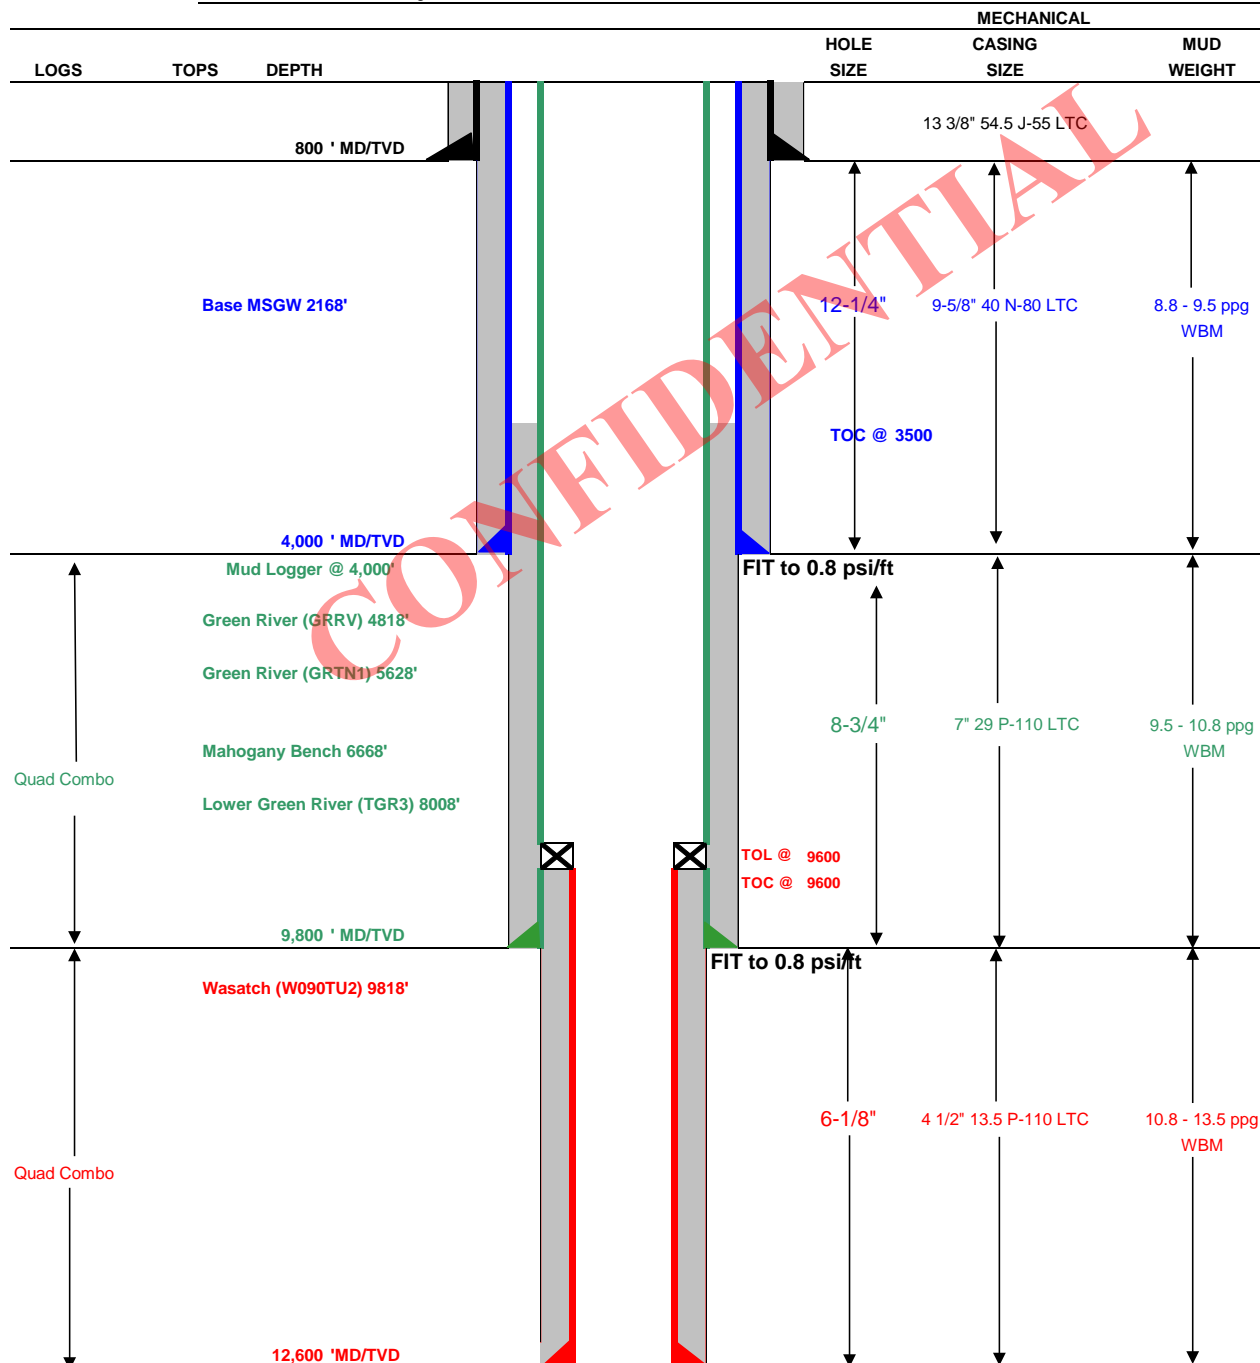 MECHANICAL
HOLE CASING MUD
LOGS TOPS DEPTH SIZE SIZE WEIGHT
13 3/8" 54.5 J-55 LTC
800 ' MD/TVD
Base MSGW 2168' 12-1/4" 9-5/8" 40 N-80 LTC 8.8 - 9.5 ppg
WBM
TOC @ 3500
4,000 ' MD/TVD
Mud Logger @ 4,000' FIT to 0.8 psi/ft
Green River (GRRV) 4818'
Green River (GRTN1) 5628'
8-3/4" 7" 29 P-110 LTC 9.5 - 10.8 ppg
Mahogany Bench 6668' WBM
Quad Combo
Lower Green River (TGR3) 8008'
TOL @ 9600
TOC @ 9600
9,800 ' MD/TVD
FIT to 0.8 psi/ft
Wasatch (W090TU2) 9818'
6-1/8" 4 1/2" 13.5 P-110 LTC 10.8 - 13.5 ppg
WBM
Quad Combo
12,600 'MD/TVD
CONFIDENTIAL